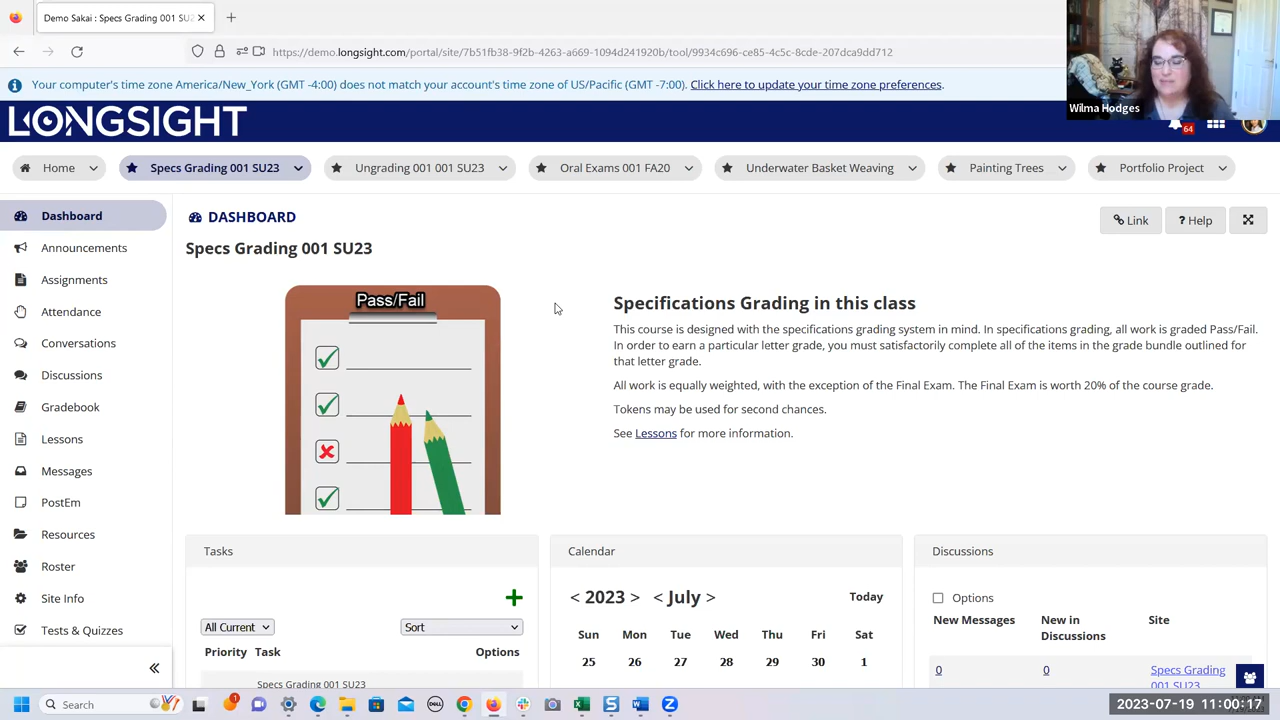 Demo Sakai : Specs Grading 001 SU2
https://demo.longsight.com/portal/site/7b51fb38-9f2b-4263-a669-1094d241920b/tool/9934c696-ce85-4c5c-8cde-207dca9dd712
Your computer's time zone America/New_York (GMT -4:00) does not match your account's time zone of US/Pacific (GMT -7:00). Click here to update your time zone preferences.
Wilma Hodges
LONGSIGHT
64
Home
Specs Grading 001 SU23
Ungrading 001 SU23
Oral Exams 001 FA20
Underwater Basket Weaving
Painting Trees
Portfolio Project
Dashboard
Announcements
Assignments
Attendance
Conversations
Discussions
Gradebook
Lessons
Messages
PostEm
Resources
Roster
Site Info
Tests & Quizzes
DASHBOARD
Link
? Help
Specs Grading 001 SU23
Pass/Fail
Specifications Grading in this class
This course is designed with the specifications grading system in mind. In specifications grading, all work is graded Pass/Fail.
In order to earn a particular letter grade, you must satisfactorily complete all of the items in the grade bundle outlined for
that letter grade.
All work is equally weighted, with the exception of the Final Exam. The Final Exam is worth 20% of the course grade.
Tokens may be used for second chances.
See Lessons for more information.
Tasks
All Current
Sort
Priority Task Options
Specs Grading 001 SU23
Calendar
< 2023 > < July > Today
Sun Mon Tue Wed Thu Fri Sat
25 26 27 28 29 30 1
Discussions
Options
New Messages
New in
Discussions
Site
0 0 Specs Grading
001 SU23
Search
1
DELL
2023-07-19 11:00:17